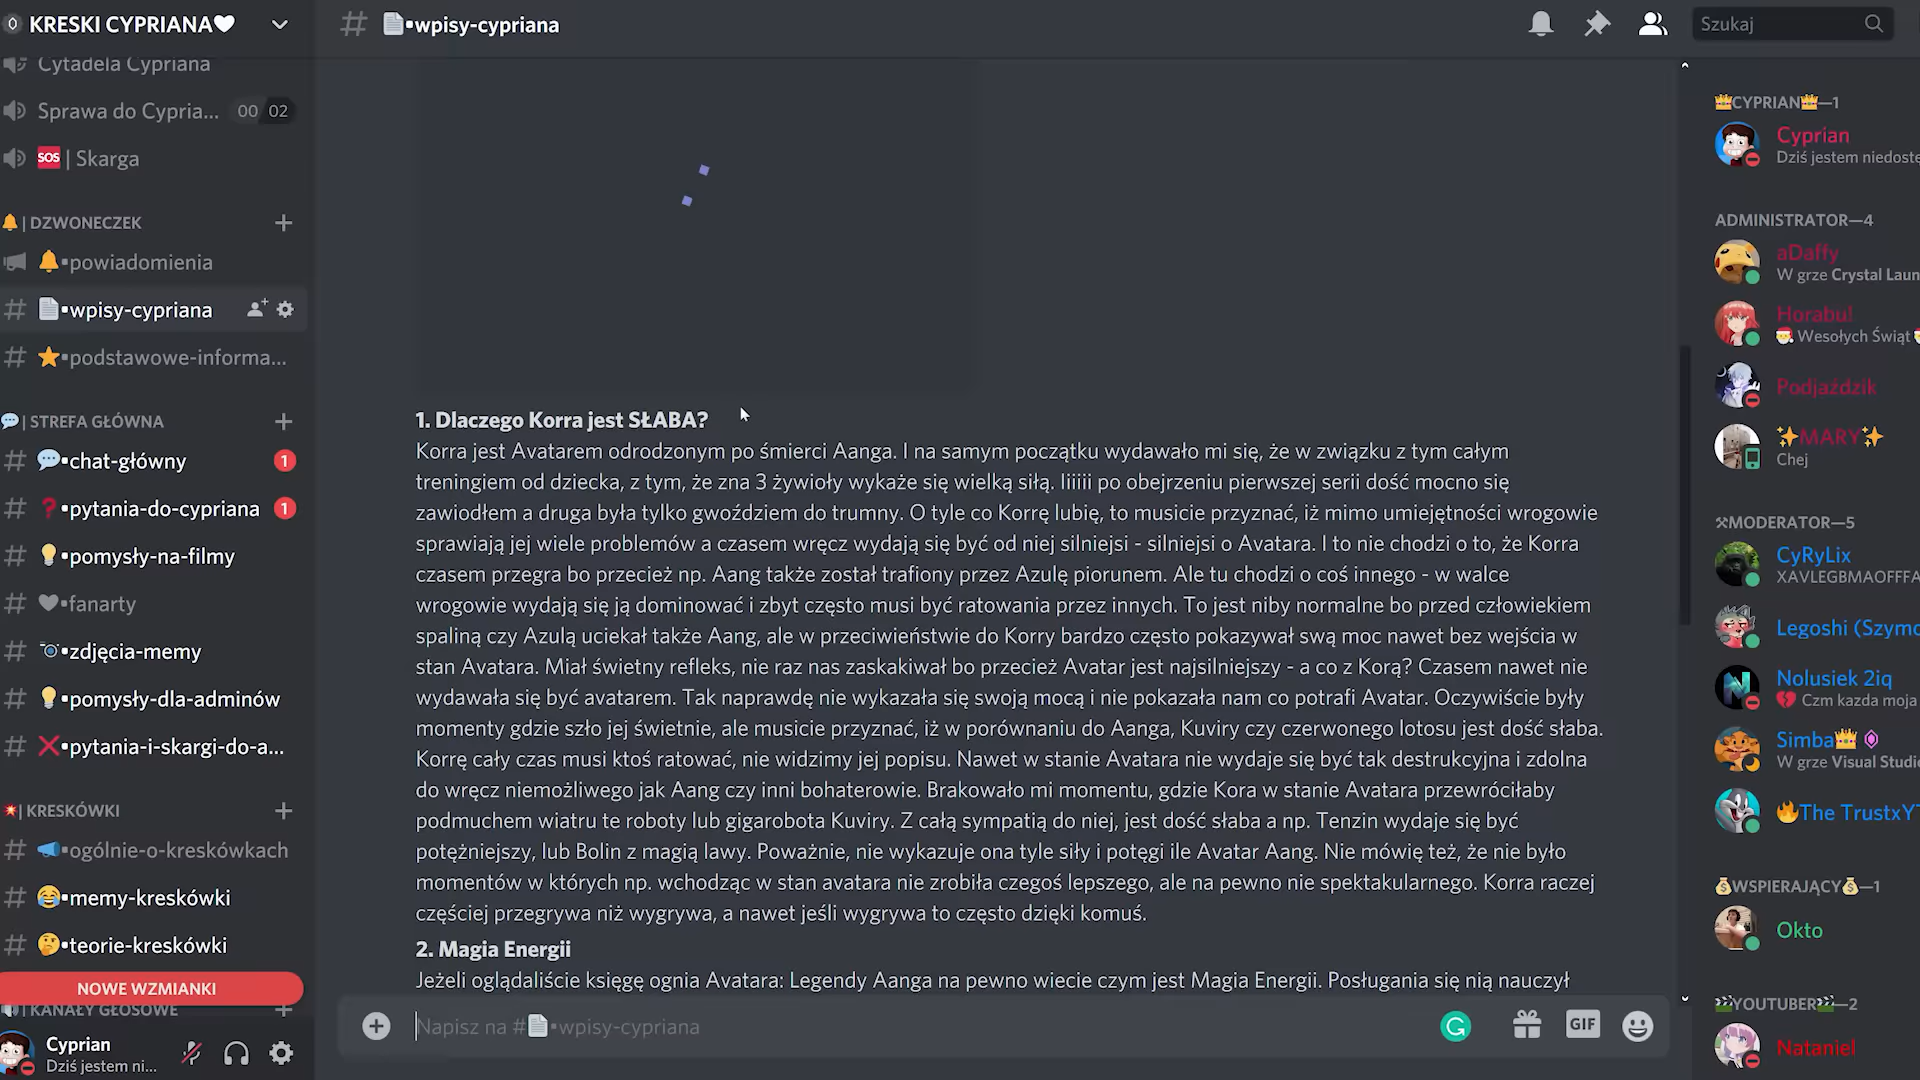 KRESKI CYPRIANA
•wpisy-cypriana
Szukaj
Cytadela Cypriana
Sprawa do Cypria...
00 02
SOS | Skarga
| DZWONECZEK
•powiadomienia
•wpisy-cypriana
•podstawowe-informa...
| STREFA GŁÓWNA
•chat-główny
1
•pytania-do-cypriana
1
•pomysły-na-filmy
•fanarty
•zdjęcia-memy
•pomysły-dla-adminów
•pytania-i-skargi-do-a...
| KRESKÓWKI
•ogólnie-o-kreskówkach
•memy-kreskówki
•teorie-kreskówki
NOWE WZMIANKI
| KANAŁY GŁOSOWE
Cyprian
Dziś jestem ni...
1. Dlaczego Korra jest SŁABA?
Korra jest Avatarem odrodzonym po śmierci Aanga. I na samym początku wydawało mi się, że w związku z tym całym
treningiem od dziecka, z tym, że zna 3 żywioły wykaże się wielką siłą. Iiiiii po obejrzeniu pierwszej serii dość mocno się
zawiodłem a druga była tylko gwoździem do trumny. O tyle co Korrę lubię, to musicie przyznać, iż mimo umiejętności wrogowie
sprawiają jej wiele problemów a czasem wręcz wydają się być od niej silniejsi - silniejsi o Avatara. I to nie chodzi o to, że Korra
czasem przegra bo przecież np. Aang także został trafiony przez Azulę piorunem. Ale tu chodzi o coś innego - w walce
wrogowie wydają się ją dominować i zbyt często musi być ratowania przez innych. To jest niby normalne bo przed człowiekiem
spaliną czy Azulą uciekał także Aang, ale w przeciwieństwie do Korry bardzo często pokazywał swą moc nawet bez wejścia w
stan Avatara. Miał świetny refleks, nie raz nas zaskakiwał bo przecież Avatar jest najsilniejszy - a co z Korą? Czasem nawet nie
wydawała się być avatarem. Tak naprawdę nie wykazała się swoją mocą i nie pokazała nam co potrafi Avatar. Oczywiście były
momenty gdzie szło jej świetnie, ale musicie przyznać, iż w porównaniu do Aanga, Kuviry czy czerwonego lotosu jest dość słaba.
Korrę cały czas musi ktoś ratować, nie widzimy jej popisu. Nawet w stanie Avatara nie wydaje się być tak destrukcyjna i zdolna
do wręcz niemożliwego jak Aang czy inni bohaterowie. Brakowało mi momentu, gdzie Kora w stanie Avatara przewróciłaby
podmuchem wiatru te roboty lub gigarobota Kuviry. Z całą sympatią do niej, jest dość słaba a np. Tenzin wydaje się być
potężniejszy, lub Bolin z magią lawy. Poważnie, nie wykazuje ona tyle siły i potęgi ile Avatar Aang. Nie mówię też, że nie było
momentów w których np. wchodząc w stan avatara nie zrobiła czegoś lepszego, ale na pewno nie spektakularnego. Korra raczej
częściej przegrywa niż wygrywa, a nawet jeśli wygrywa to często dzięki komuś.
2. Magia Energii
Jeżeli oglądaliście księgę ognia Avatara: Legendy Aanga na pewno wiecie czym jest Magia Energii. Posługania się nią nauczył
Napisz na #•wpisy-cypriana
GIF
CYPRIAN—1
Cyprian
Dziś jestem niedostę
ADMINISTRATOR—4
aDaffy
W grze Crystal Laun
Horabu!
Wesołych Świąt
Podjaździk
MARY
Chej
MODERATOR—5
CyRyLix
XAVLEGBMAOFFFA
Legoshi (Szymo
Nolusiek 2iq
Czm kazda moja
Simba
W grze Visual Studio
The TrustxYT
WSPIERAJĄCY—1
Okto
YOUTUBER—2
Nataniel